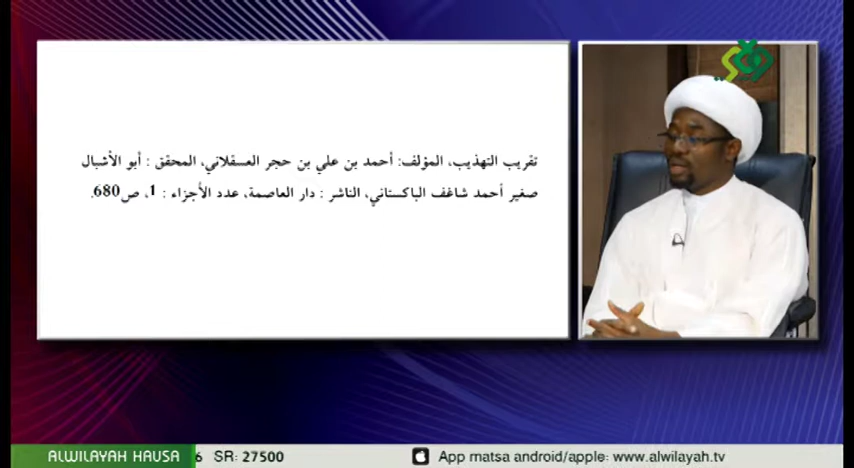 تقريب التهذيب، المؤلف: أحمد بن علي بن حجر العسقلاني، المحقق : أبو الأشبال
صغير أحمد شاغف الباكستاني، الناشر : دار العاصمة، عدد الأجزاء : 1، ص680.
ALWILAYAH HAUSA 6 SR: 27500 App matsa android/apple: www.alwilayah.tv